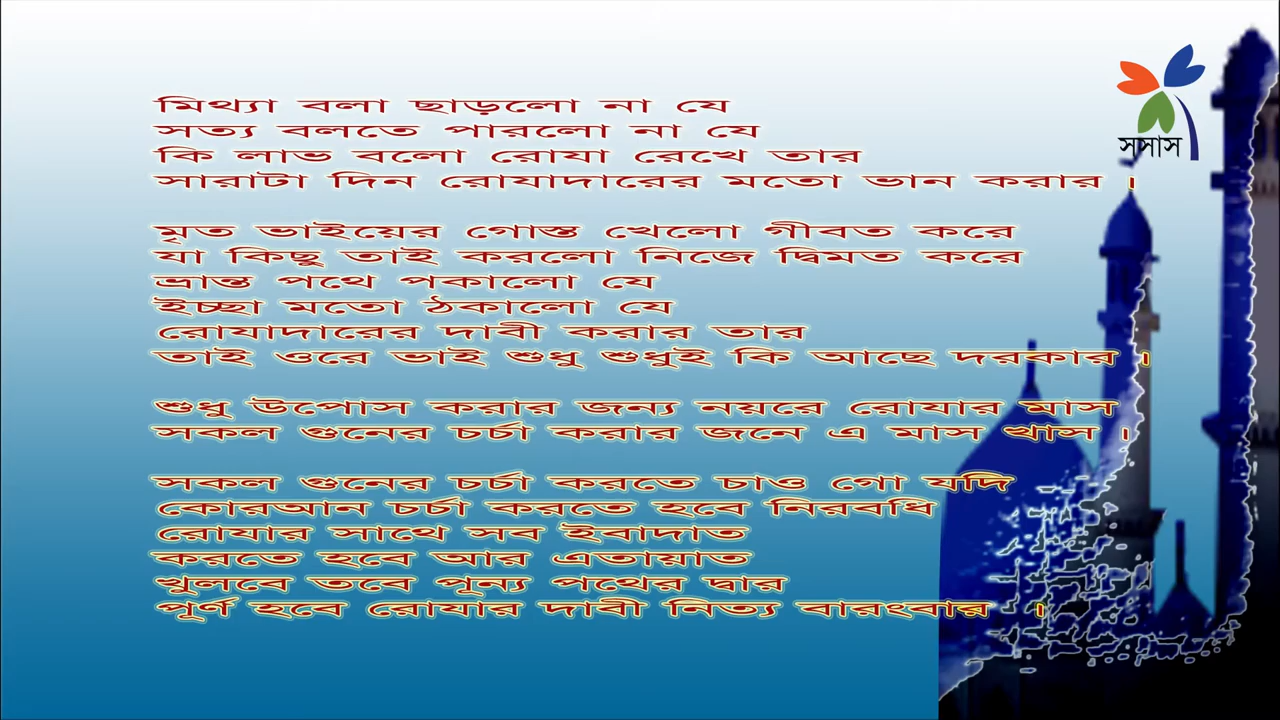 মিথ্যা বলা ছাড়লো না যে
সত্য বলতে পারলো না যে
কি লাভ বলো রোযা রেখে তার
সারাটা দিন রোযাদারের মতো ভান করার ।
মৃত ভাইয়ের গোস্ত খেলো গীবত করে
যা কিছু তাই করলো নিজে দ্বিমত করে
ভ্রান্ত পথে পকালো যে
ইচ্ছা মতো ঠকালো যে
রোযাদারের দাবী করার তার
তাই ওরে ভাই শুধু শুধুই কি আছে দরকার ।
শুধু উপোস করার জন্য নয়রে রোযার মাস
সকল গুনের চর্চা করার জনে এ মাস খাস ।
সকল গুনের চর্চা করতে চাও গো যদি
কোরআন চর্চা করতে হবে নিরবধি
রোযার সাথে সব ইবাদাত
করতে হবে আর এতায়াত
খুলবে তবে পূন্য পথের দ্বার
পূর্ণ হবে রোযার দাবী নিত্য বারংবার ।
সসাস